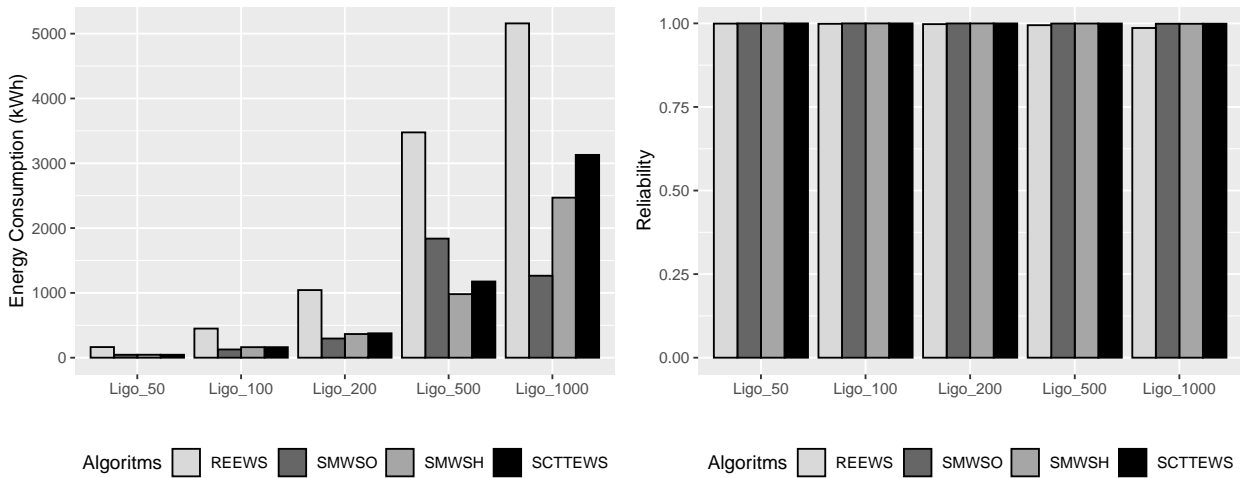 Energy Consumption (kWh)
5000
4000
3000
2000
1000
0
Ligo_50 Ligo_100 Ligo_200 Ligo_500 Ligo_1000
Algoritms REEWS SMWSO SMWSH SCTTEWS
Reliability
1.00
0.75
0.50
0.25
0.00
Ligo_50 Ligo_100 Ligo_200 Ligo_500 Ligo_1000
Algoritms REEWS SMWSO SMWSH SCTTEWS